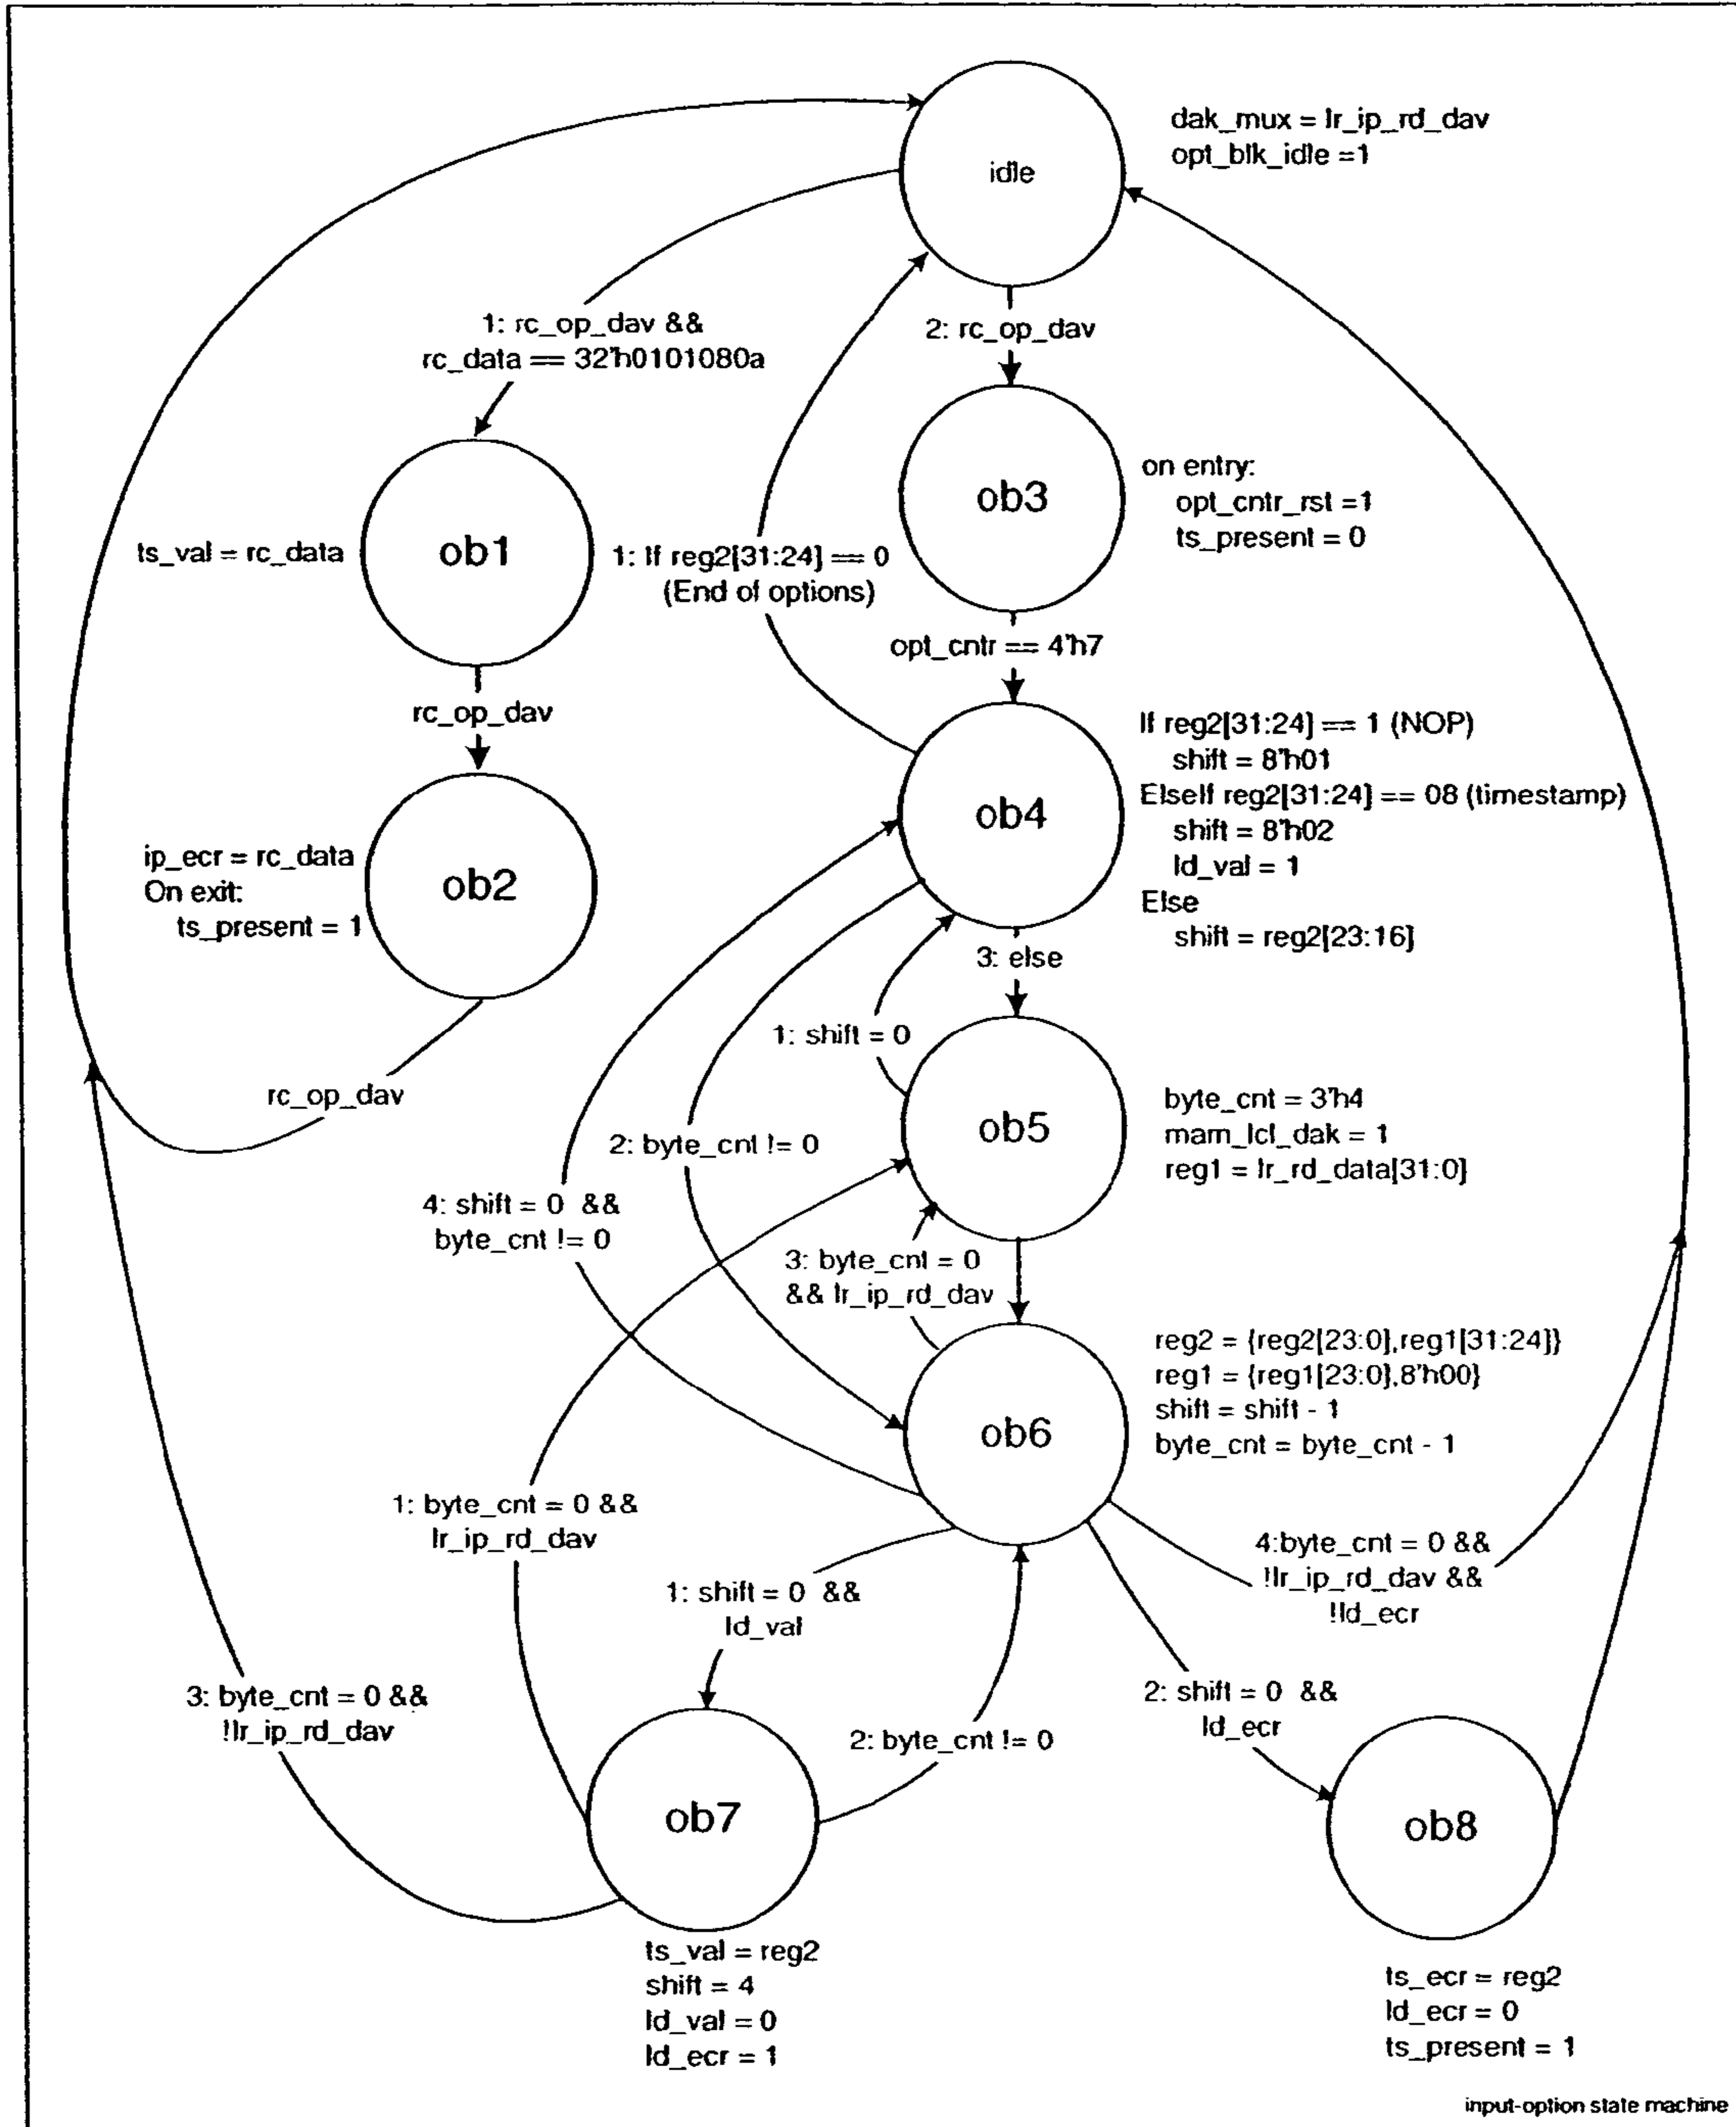 dak_mux = lr_ip_rd_dav
opt_blk_idle =1
idle
1: rc_op_dav &&
rc_data == 32'h0101080a
2: rc_op_dav
ob3
on entry:
opt_cntr_rst =1
ts_present = 0
ts_val = rc_data
ob1
1: If reg2[31:24] == 0
(End of options)
opt_cntr == 4'h7
rc_op_dav
ob4
If reg2[31:24] == 1 (NOP)
shift = 8'h01
ElseIf reg2[31:24] == 08 (timestamp)
shift = 8'h02
ld_val = 1
Else
shift = reg2[23:16]
ip_ecr = rc_data
On exit:
ts_present = 1
ob2
3: else
1: shift = 0
rc_op_dav
ob5
byte_cnt = 3'h4
mam_lcl_dak = 1
reg1 = lr_rd_data[31:0]
2: byte_cnt != 0
4: shift = 0 &&
byte_cnt != 0
3: byte_cnt = 0
&& lr_ip_rd_dav
ob6
reg2 = {reg2[23:0],reg1[31:24]}
reg1 = {reg1[23:0],8'h00}
shift = shift - 1
byte_cnt = byte_cnt - 1
1: byte_cnt = 0 &&
lr_ip_rd_dav
4:byte_cnt = 0 &&
!lr_ip_rd_dav &&
!ld_ecr
1: shift = 0 &&
ld_val
3: byte_cnt = 0 &&
!lr_ip_rd_dav
2: byte_cnt != 0
2: shift = 0 &&
ld_ecr
ob7
ob8
ts_val = reg2
shift = 4
ld_val = 0
ld_ecr = 1
ts_ecr = reg2
ld_ecr = 0
ts_present = 1
input-option state machine